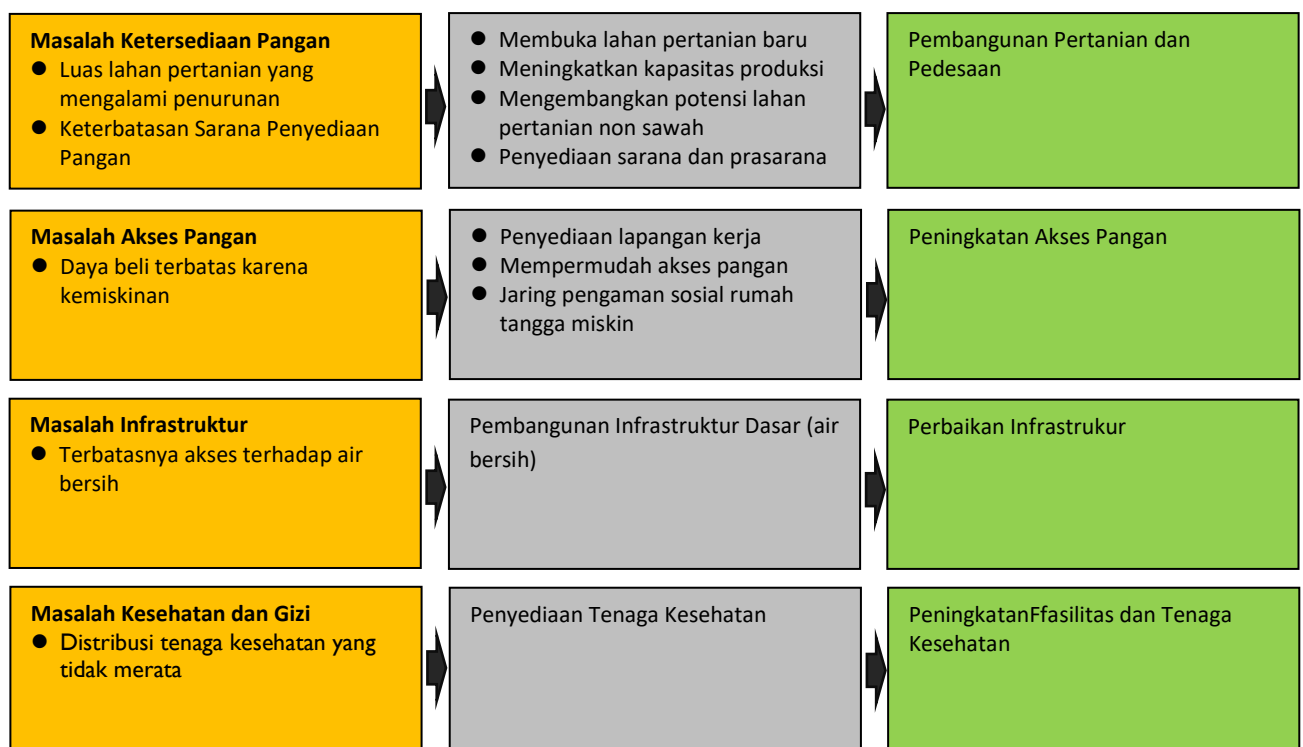 Masalah Ketersediaan Pangan
● Luas lahan pertanian yang
mengalami penurunan
● Keterbatasan Sarana Penyediaan
Pangan
● Membuka lahan pertanian baru
● Meningkatkan kapasitas produksi
● Mengembangkan potensi lahan
pertanian non sawah
● Penyediaan sarana dan prasarana
Pembangunan Pertanian dan
Pedesaan
Masalah Akses Pangan
● Daya beli terbatas karena
kemiskinan
● Penyediaan lapangan kerja
● Mempermudah akses pangan
● Jaring pengaman sosial rumah
tangga miskin
Peningkatan Akses Pangan
Masalah Infrastruktur
● Terbatasnya akses terhadap air
bersih
Pembangunan Infrastruktur Dasar (air
bersih)
Perbaikan Infrastrukur
Masalah Kesehatan dan Gizi
● Distribusi tenaga kesehatan yang
tidak merata
Penyediaan Tenaga Kesehatan
PeningkatanFfasilitas dan Tenaga
Kesehatan